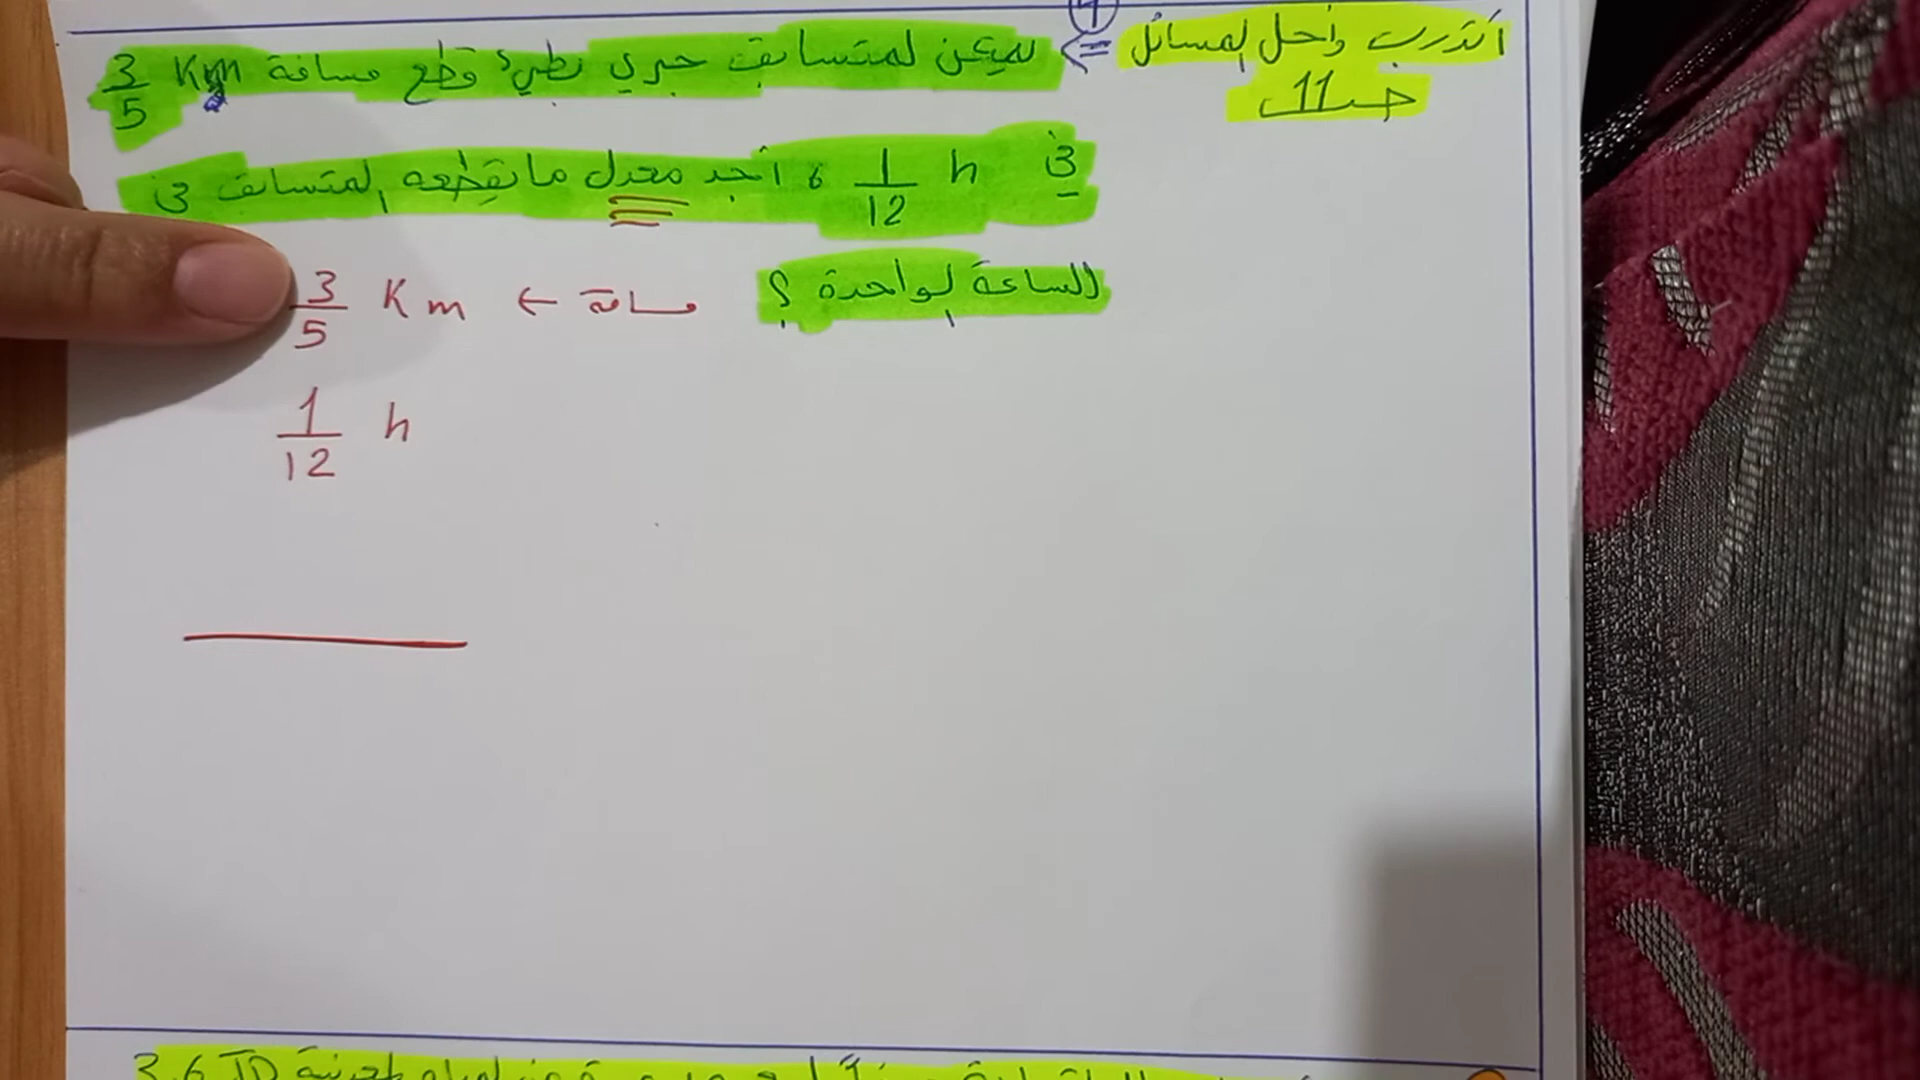 أتدرب وأحل المسائل
صـ 11
يمكن لمتسابق جري بطيء قطع مسافة 3/5 Km
في 1/12 h ، أجد معدل ما يقطعه المتسابق في
الساعة الواحدة ؟
3/5 Km ← مسافة
1/12 h
3.6 JD